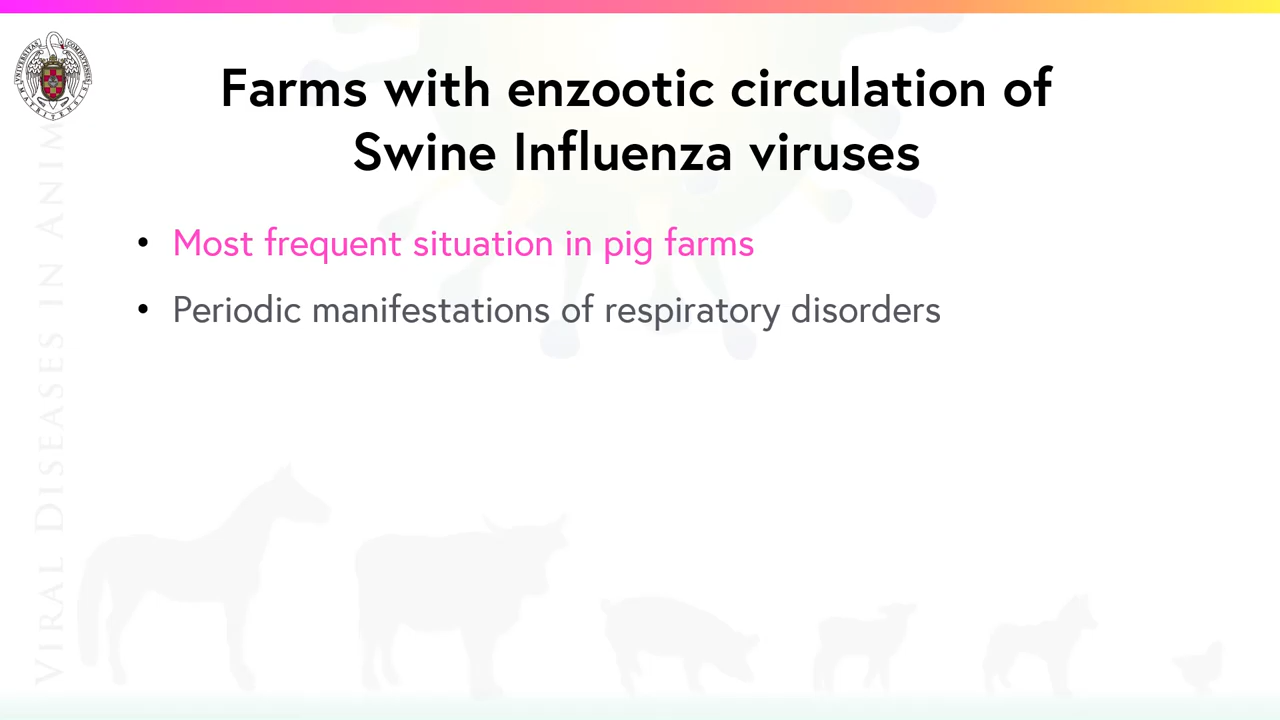 Farms with enzootic circulation of
Swine Influenza viruses
• Most frequent situation in pig farms
• Periodic manifestations of respiratory disorders
VIRAL DISEASES IN ANIM